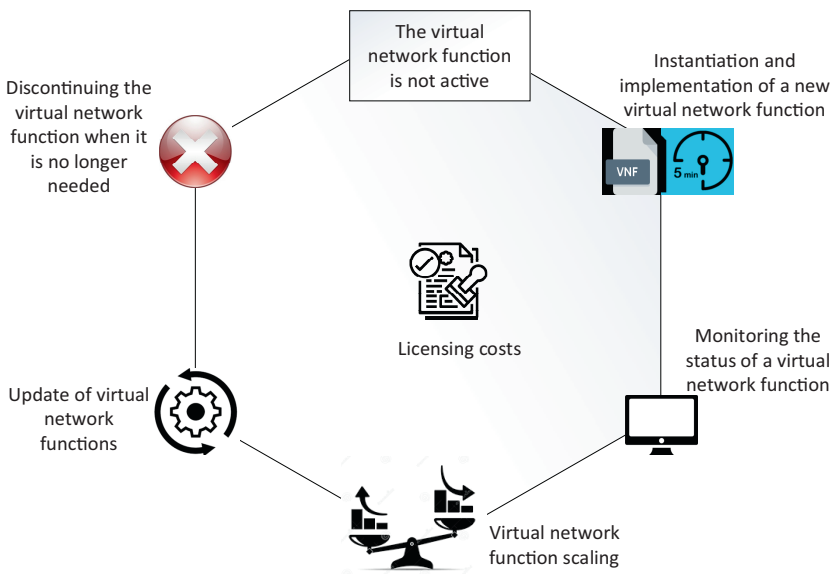 The virtual
network function
is not active
Instantiation and
implementation of a new
virtual network function
VNF
5 min
Monitoring the
status of a virtual
network function
Virtual network
function scaling
Update of virtual
network
functions
Discontinuing the
virtual network
function when it
is no longer
needed
Licensing costs